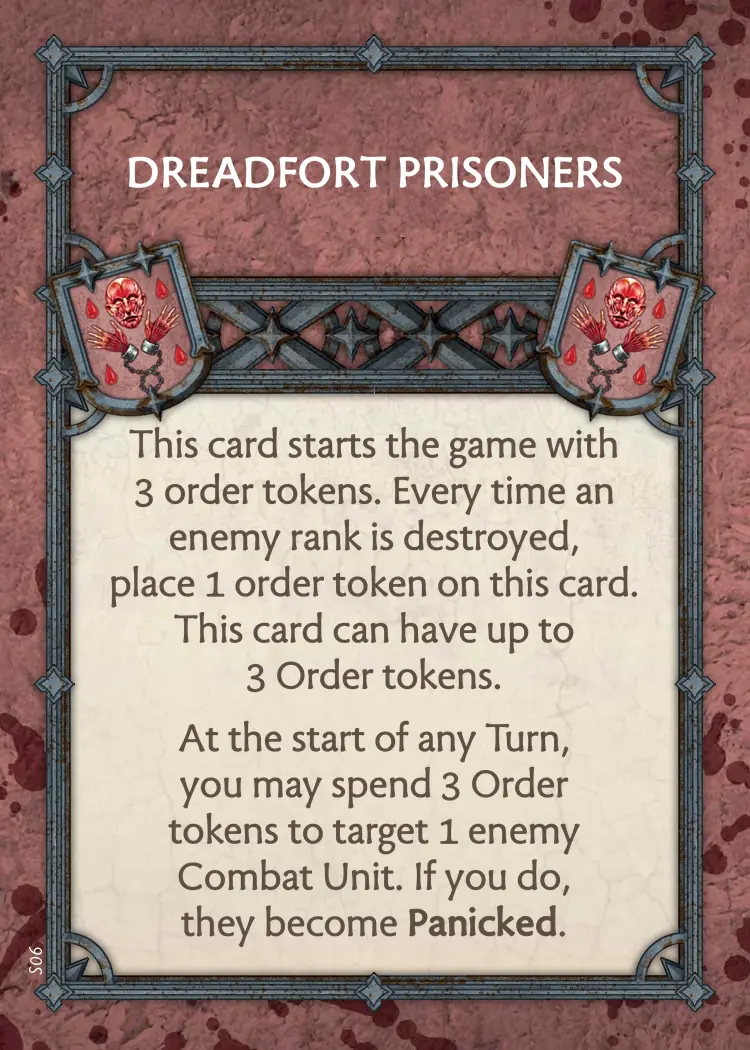 DREADFORT PRISONERS
This card starts the game with
3 order tokens. Every time an
enemy rank is destroyed,
place 1 order token on this card.
This card can have up to
3 Order tokens.
At the start of any Turn,
you may spend 3 Order
tokens to target 1 enemy
Combat Unit. If you do,
they become Panicked.
S06